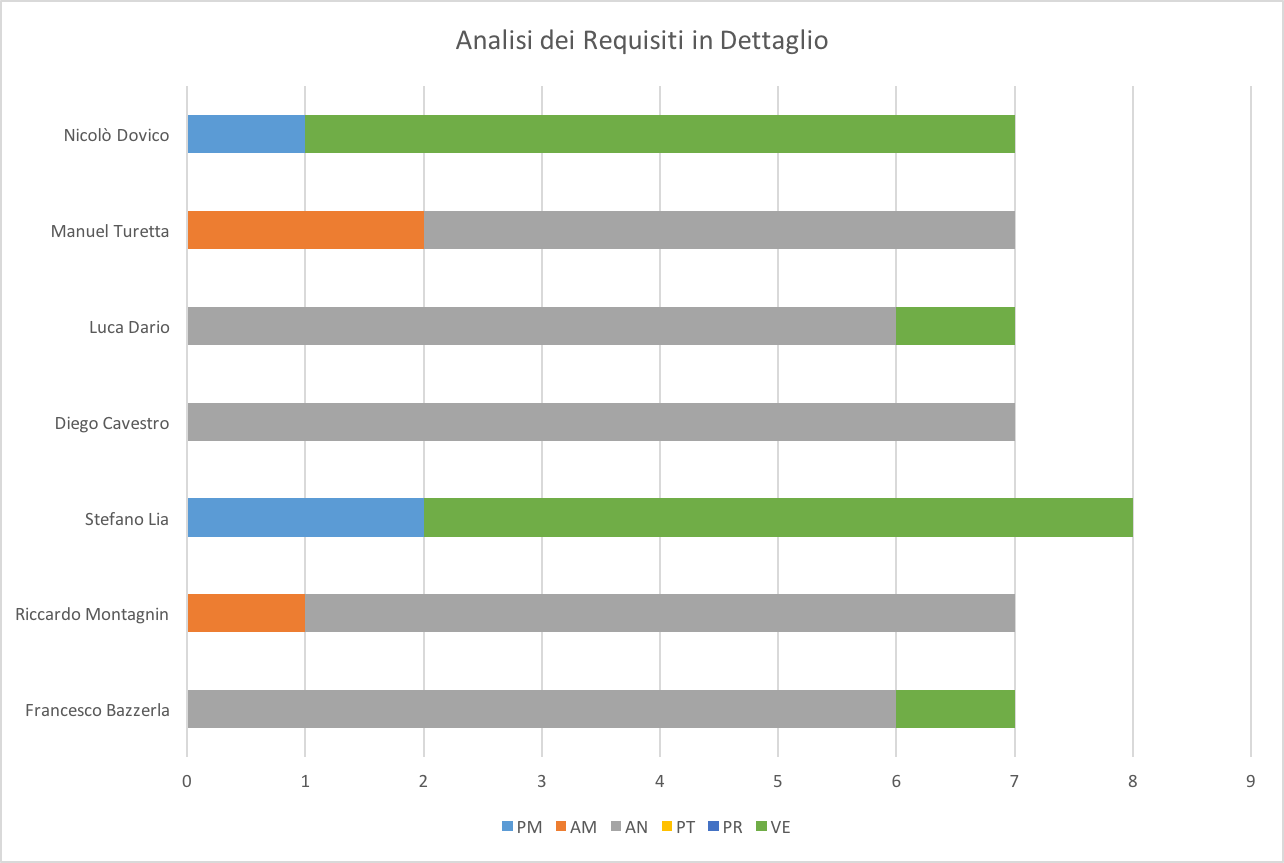 Analisi dei Requisiti in Dettaglio
Nicolò Dovico
Manuel Turetta
Luca Dario
Diego Cavestro
Stefano Lia
Riccardo Montagnin
Francesco Bazzerla
0 1 2 3 4 5 6 7 8 9
PM AM AN PT PR VE